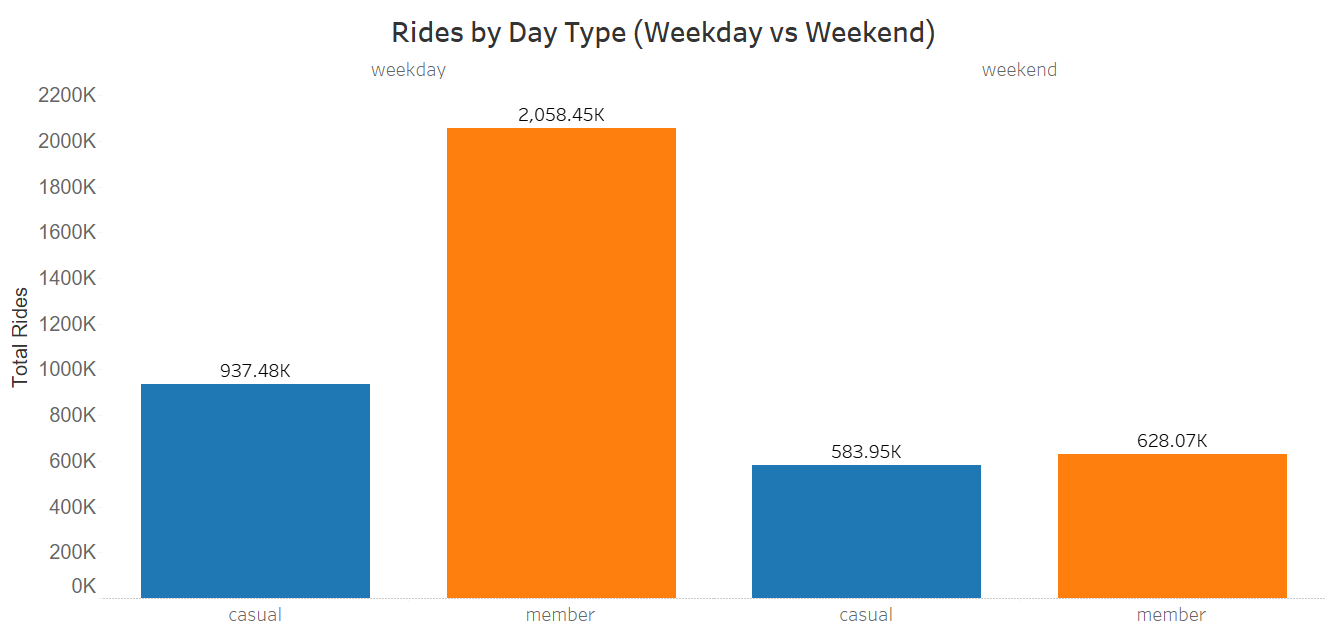 Rides by Day Type (Weekday vs Weekend)
weekday
weekend
2200K
2000K
1800K
1600K
1400K
1200K
1000K
800K
600K
400K
200K
0K
Total Rides
937.48K
2,058.45K
583.95K
628.07K
casual
member
casual
member